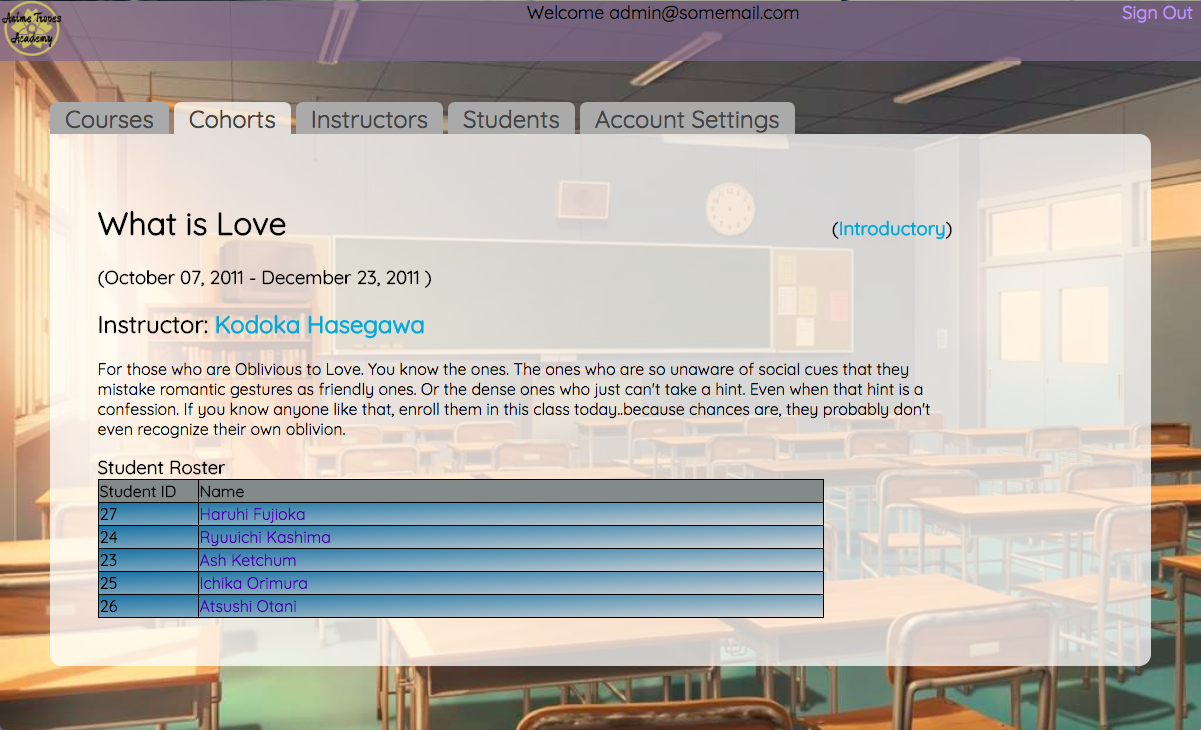 Anime Tropes
Academy
Welcome admin@somemail.com
Sign Out
Courses
Cohorts
Instructors
Students
Account Settings
What is Love
(Introductory)
(October 07, 2011 - December 23, 2011 )
Instructor: Kodoka Hasegawa
For those who are Oblivious to Love. You know the ones. The ones who are so unaware of social cues that they
mistake romantic gestures as friendly ones. Or the dense ones who just can't take a hint. Even when that hint is a
confession. If you know anyone like that, enroll them in this class today..because chances are, they probably don't
even recognize their own oblivion.
Student Roster
Student ID Name
27 Haruhi Fujioka
24 Ryuuichi Kashima
23 Ash Ketchum
25 Ichika Orimura
26 Atsushi Otani